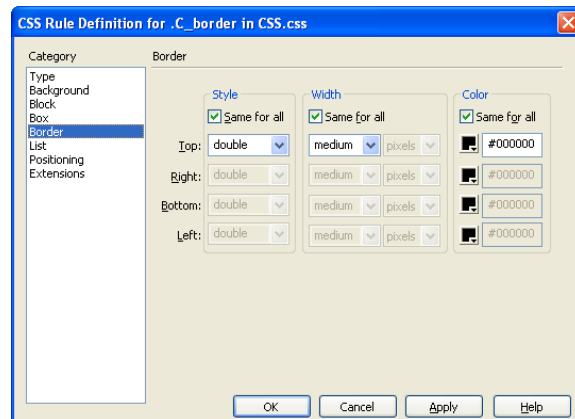 CSS Rule Definition for .C_border in CSS.css
Category
Border
Type
Background
Block
Box
Border
List
Positioning
Extensions
Style
Width
Color
Same for all
Same for all
Same for all
Top: double medium pixels #000000
Right: double medium pixels #000000
Bottom: double medium pixels #000000
Left: double medium pixels #000000
OK Cancel Apply Help